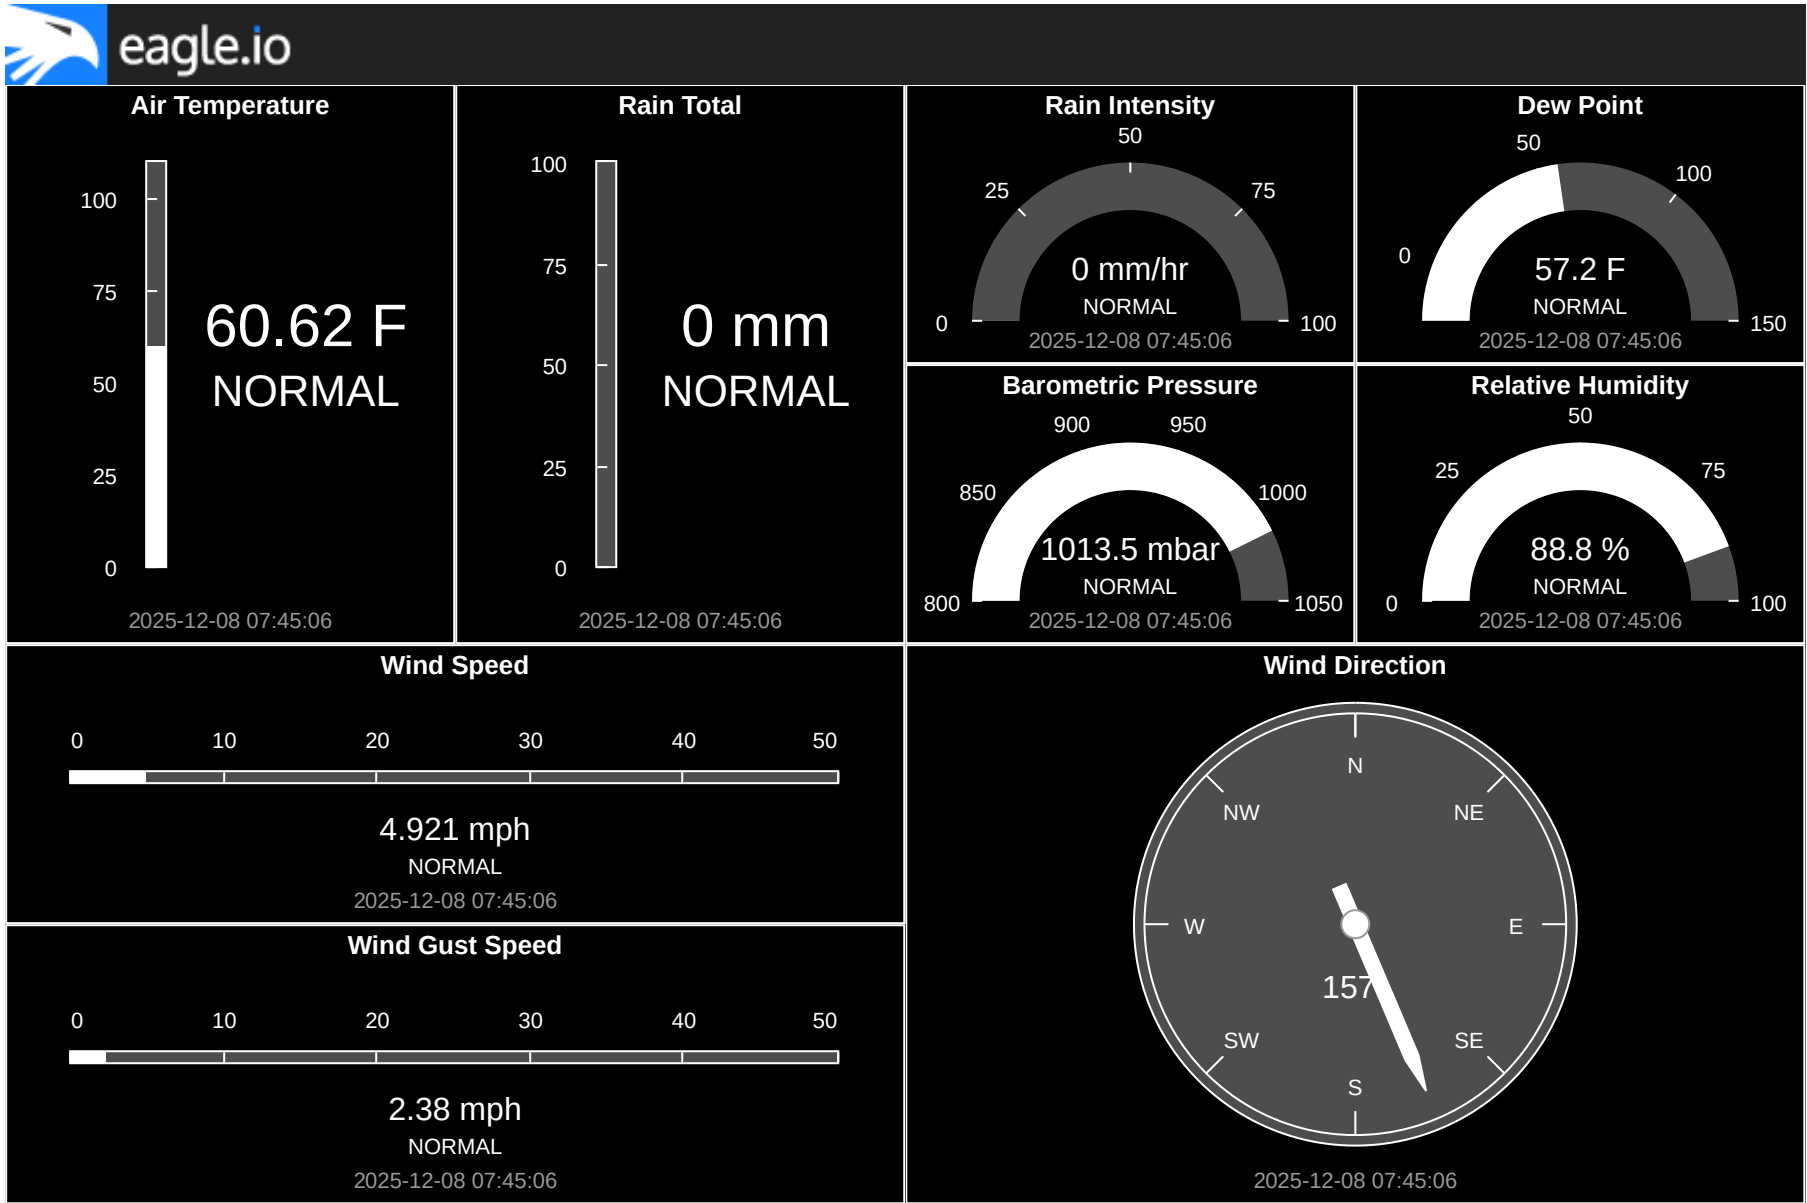 eagle.io
Air Temperature
100
75
50
25
0
60.62 F
NORMAL
2025-12-08 07:45:06
Rain Total
100
75
50
25
0
0 mm
NORMAL
2025-12-08 07:45:06
Rain Intensity
50
25
75
0
100
0 mm/hr
NORMAL
2025-12-08 07:45:06
Dew Point
50
100
0
150
57.2 F
NORMAL
2025-12-08 07:45:06
Barometric Pressure
900
950
850
1000
800
1050
1013.5 mbar
NORMAL
2025-12-08 07:45:06
Relative Humidity
50
25
75
0
100
88.8 %
NORMAL
2025-12-08 07:45:06
Wind Speed
0 10 20 30 40 50
4.921 mph
NORMAL
2025-12-08 07:45:06
Wind Gust Speed
0 10 20 30 40 50
2.38 mph
NORMAL
2025-12-08 07:45:06
Wind Direction
N
NW
NE
W
E
157
SW
SE
S
2025-12-08 07:45:06